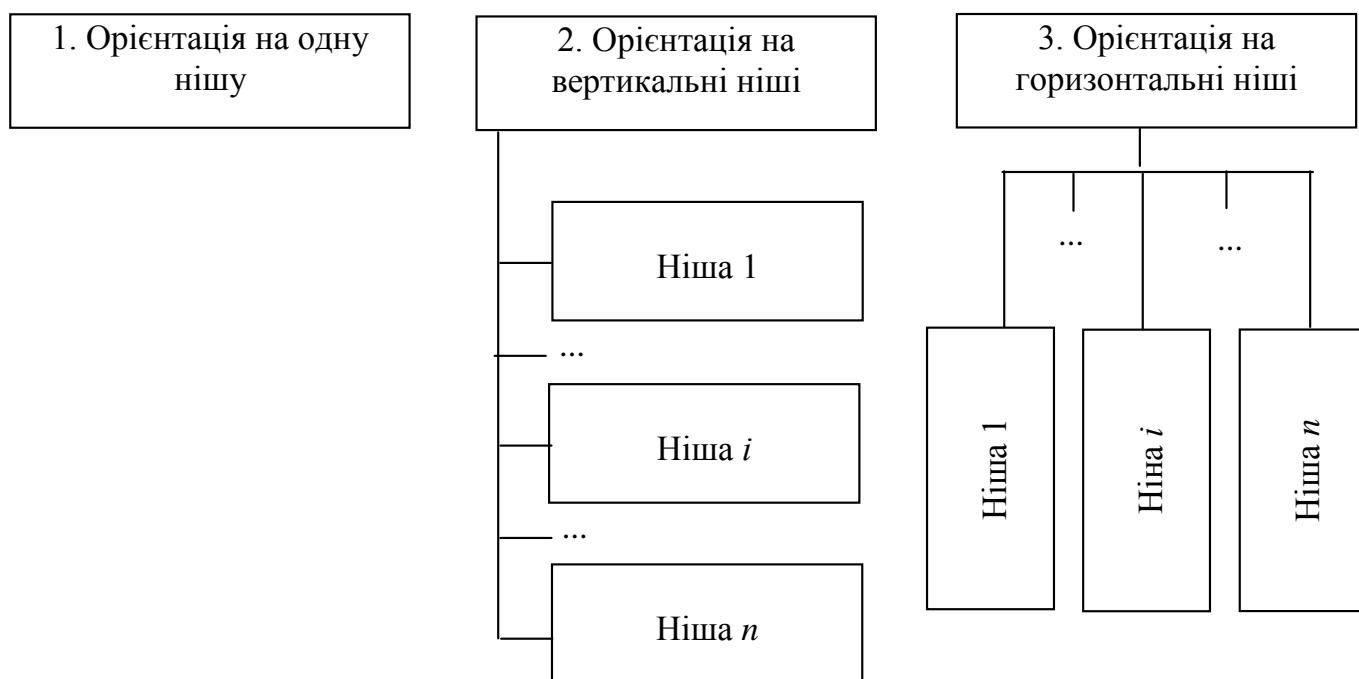 1. Орієнтація на одну
нішу
2. Орієнтація на
вертикальні ніші
Ніша 1
...
Ніша i
...
Ніша n
3. Орієнтація на
горизонтальні ніші
...
...
Ніша 1
Ніна i
Ніша n